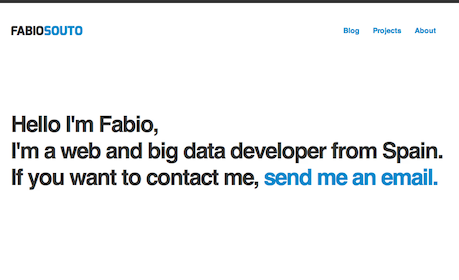 FABIOSOUTO
Blog Projects About
Hello I'm Fabio,
I'm a web and big data developer from Spain.
If you want to contact me, send me an email.